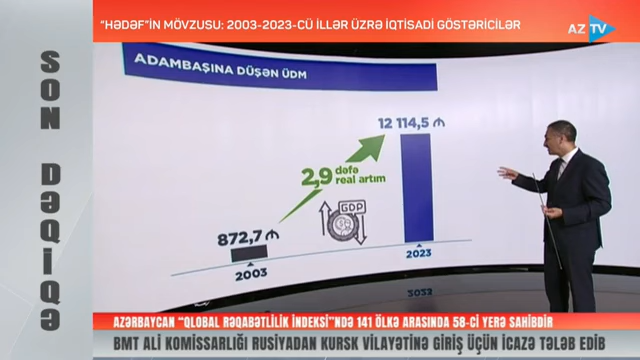 "HƏDƏF"İN MÖVZUSU: 2003-2023-CÜ İLLƏR ÜZRƏ İQTİSADİ GÖSTƏRİCİLƏR
AZTV
SON DƏQİQƏ
ADAMBAŞINA DÜŞƏN ÜDM
12 114,5 ₼
2,9 dəfə
real artım
GDP
872,7 ₼
2003
2023
AZƏRBAYCAN "QLOBAL RƏQABƏTLİLİK İNDEKSİ"NDƏ 141 ÖLKƏ ARASINDA 58-Cİ YERƏ SAHİBDİR
BMT ALİ KOMİSSARLIĞI RUSİYADAN KURSK VİLAYƏTİNƏ GİRİŞ ÜÇÜN İCAZƏ TƏLƏB EDİB